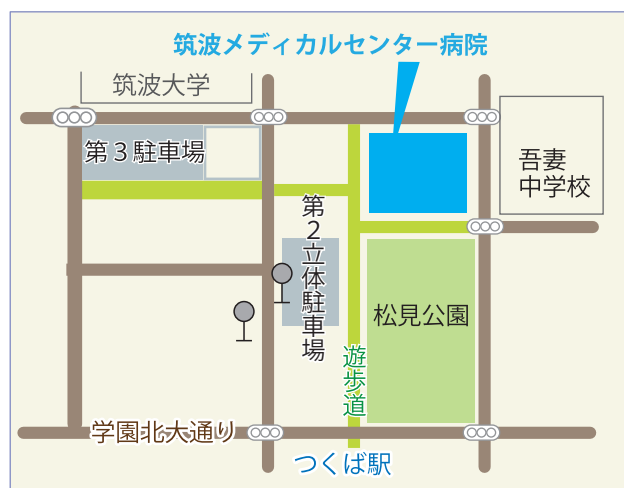 筑波メディカルセンター病院
筑波大学
第３駐車場
吾妻
中学校
第２立体駐車場
松見公園
遊歩道
学園北大通り
つくば駅